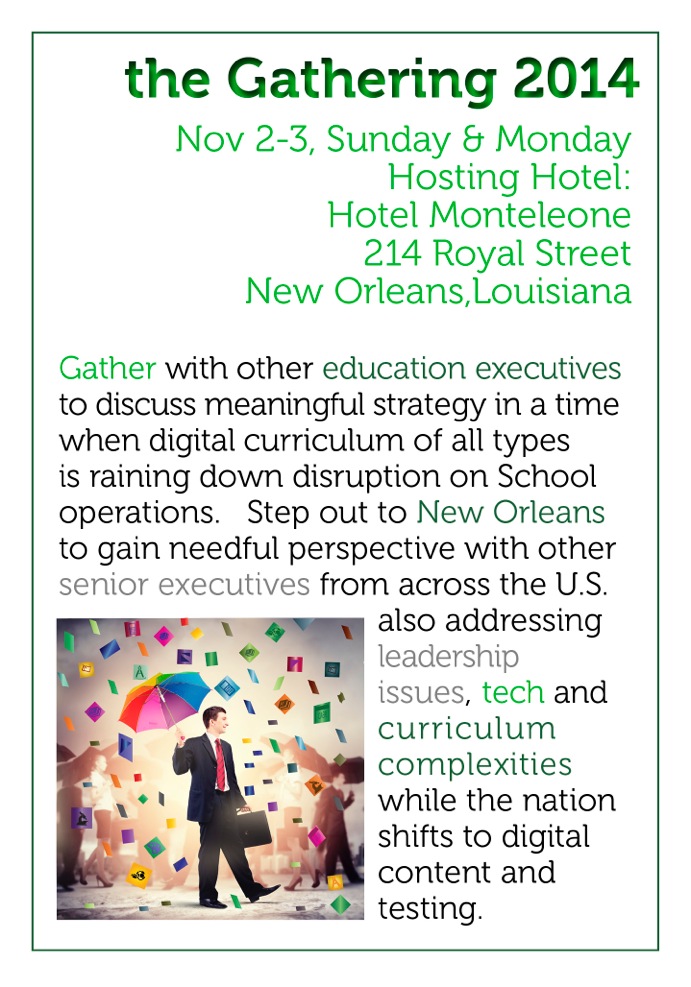 the Gathering 2014
Nov 2-3, Sunday & Monday
Hosting Hotel:
Hotel Monteleone
214 Royal Street
New Orleans,Louisiana
Gather with other education executives
to discuss meaningful strategy in a time
when digital curriculum of all types
is raining down disruption on School
operations.   Step out to New Orleans
to gain needful perspective with other
senior executives from across the U.S.
also addressing
leadership
issues, tech and
curriculum
complexities
while the nation
shifts to digital
content and
testing.